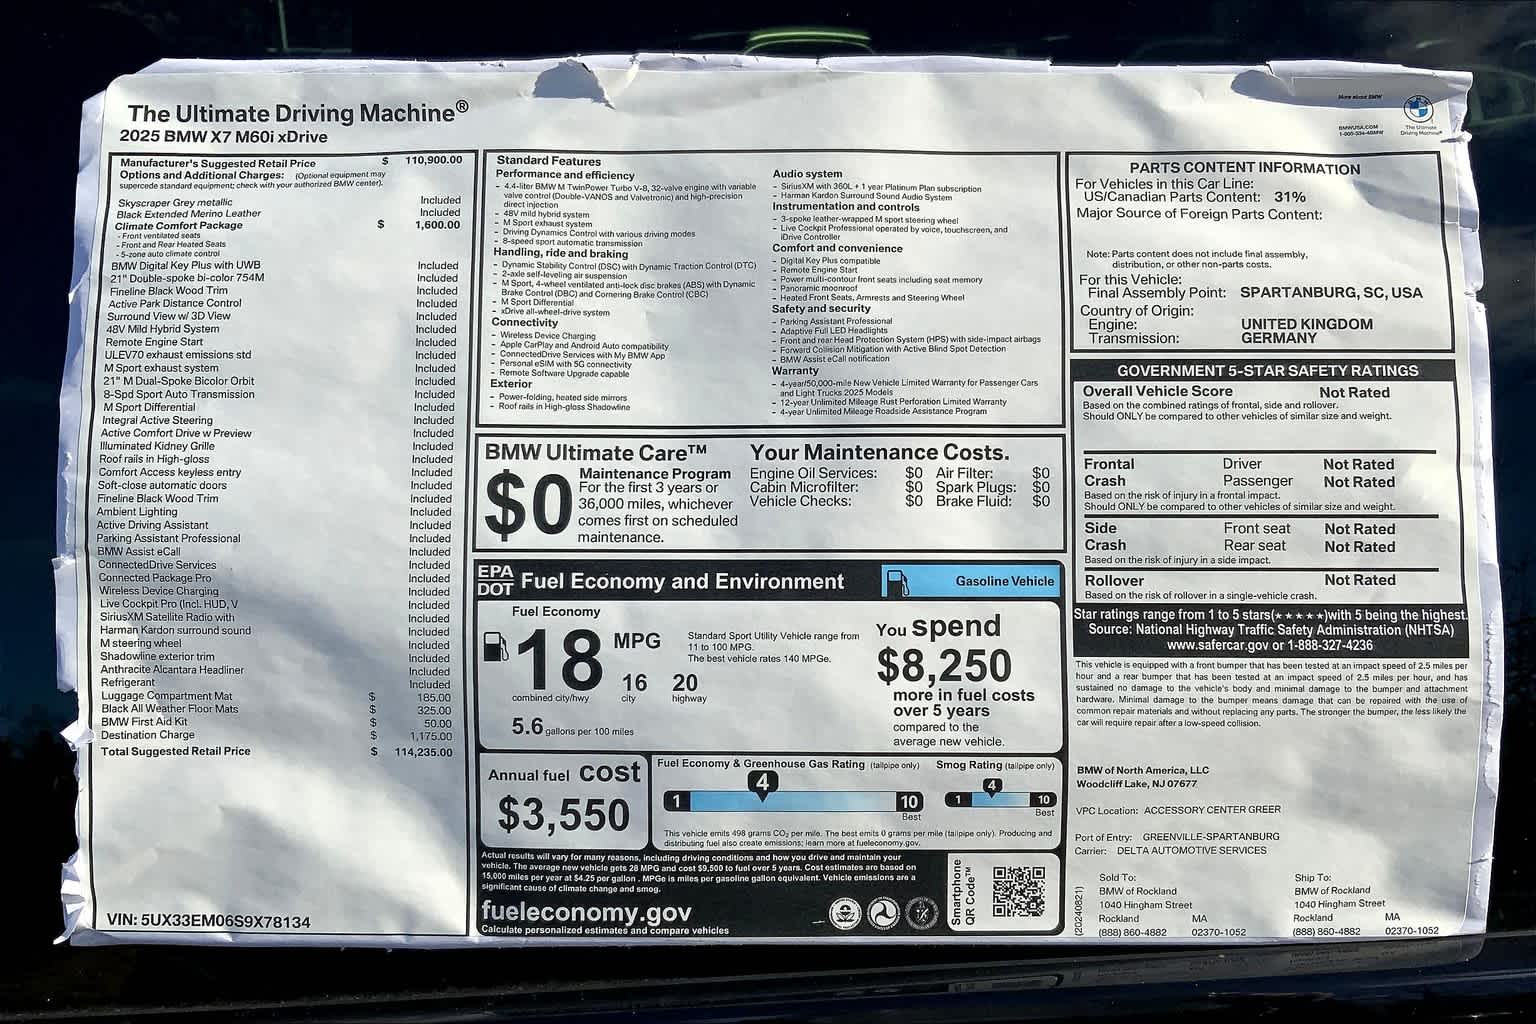 The Ultimate Driving Machine®
2025 BMW X7 M60i xDrive
More about BMW
BMWUSA.COM
1-800-334-4BMW
The Ultimate
Driving Machine®
Manufacturer's Suggested Retail Price $ 110,900.00
Options and Additional Charges: (Optional equipment may
supercede standard equipment; check with your authorized BMW center).
Skyscraper Grey metallic Included
Black Extended Merino Leather Included
Climate Comfort Package $ 1,600.00
- Front ventilated seats
- Front and Rear Heated Seats
- 5-zone auto climate control
BMW Digital Key Plus with UWB Included
21" Double-spoke bi-color 754M Included
Fineline Black Wood Trim Included
Active Park Distance Control Included
Surround View w/ 3D View Included
48V Mild Hybrid System Included
Remote Engine Start Included
ULEV70 exhaust emissions std Included
M Sport exhaust system Included
21" M Dual-Spoke Bicolor Orbit Included
8-Spd Sport Auto Transmission Included
M Sport Differential Included
Integral Active Steering Included
Active Comfort Drive w Preview Included
Illuminated Kidney Grille Included
Roof rails in High-gloss Included
Comfort Access keyless entry Included
Soft-close automatic doors Included
Fineline Black Wood Trim Included
Ambient Lighting Included
Active Driving Assistant Included
Parking Assistant Professional Included
BMW Assist eCall Included
ConnectedDrive Services Included
Connected Package Pro Included
Wireless Device Charging Included
Live Cockpit Pro (Incl. HUD, V Included
SiriusXM Satellite Radio with Included
Harman Kardon surround sound Included
M steering wheel Included
Shadowline exterior trim Included
Anthracite Alcantara Headliner Included
Refrigerant Included
Luggage Compartment Mat $ 185.00
Black All Weather Floor Mats $ 325.00
BMW First Aid Kit $ 50.00
Destination Charge $ 1,175.00
Total Suggested Retail Price $ 114,235.00
VIN: 5UX33EM06S9X78134
Standard Features
Performance and efficiency
- 4.4-liter BMW M TwinPower Turbo V-8, 32-valve engine with variable
valve control (Double-VANOS and Valvetronic) and high-precision
direct injection
- 48V mild hybrid system
- M Sport exhaust system
- Driving Dynamics Control with various driving modes
- 8-speed sport automatic transmission
Handling, ride and braking
- Dynamic Stability Control (DSC) with Dynamic Traction Control (DTC)
- 2-axle self-leveling air suspension
- M Sport, 4-wheel ventilated anti-lock disc brakes (ABS) with Dynamic
Brake Control (DBC) and Cornering Brake Control (CBC)
- M Sport Differential
- xDrive all-wheel-drive system
Connectivity
- Wireless Device Charging
- Apple CarPlay and Android Auto compatibility
- ConnectedDrive Services with My BMW App
- Personal eSIM with 5G connectivity
- Remote Software Upgrade capable
Exterior
- Power-folding, heated side mirrors
- Roof rails in High-gloss Shadowline
Audio system
- SiriusXM with 360L + 1 year Platinum Plan subscription
- Harman Kardon Surround Sound Audio System
Instrumentation and controls
- 3-spoke leather-wrapped M sport steering wheel
- Live Cockpit Professional operated by voice, touchscreen, and
iDrive Controller
Comfort and convenience
- Digital Key Plus compatible
- Remote Engine Start
- Power multi-contour front seats including seat memory
- Panoramic moonroof
- Heated Front Seats, Armrests and Steering Wheel
Safety and security
- Parking Assistant Professional
- Adaptive Full LED Headlights
- Front and rear Head Protection System (HPS) with side-impact airbags
- Forward Collision Mitigation with Active Blind Spot Detection
- BMW Assist eCall notification
Warranty
- 4-year/50,000-mile New Vehicle Limited Warranty for Passenger Cars
and Light Trucks 2025 Models
- 12-year Unlimited Mileage Rust Perforation Limited Warranty
- 4-year Unlimited Mileage Roadside Assistance Program
BMW Ultimate Care™
$0
Maintenance Program
For the first 3 years or
36,000 miles, whichever
comes first on scheduled
maintenance.
Your Maintenance Costs.
Engine Oil Services: $0 Air Filter: $0
Cabin Microfilter: $0 Spark Plugs: $0
Vehicle Checks: $0 Brake Fluid: $0
EPA
DOT
Fuel Economy and Environment
Gasoline Vehicle
Fuel Economy
18 MPG
combined city/hwy
16 city
20 highway
5.6 gallons per 100 miles
Standard Sport Utility Vehicle range from
11 to 100 MPG.
The best vehicle rates 140 MPGe.
You spend
$8,250
more in fuel costs
over 5 years
compared to the
average new vehicle.
Annual fuel cost
$3,550
Fuel Economy & Greenhouse Gas Rating (tailpipe only)
1 4 10
Best
Smog Rating (tailpipe only)
1 4 10
Best
This vehicle emits 498 grams CO2 per mile. The best emits 0 grams per mile (tailpipe only). Producing and
distributing fuel also create emissions; learn more at fueleconomy.gov.
Actual results will vary for many reasons, including driving conditions and how you drive and maintain your
vehicle. The average new vehicle gets 28 MPG and cost $9,500 to fuel over 5 years. Cost estimates are based on
15,000 miles per year at $4.25 per gallon . MPGe is miles per gasoline gallon equivalent. Vehicle emissions are a
significant cause of climate change and smog.
fueleconomy.gov
Calculate personalized estimates and compare vehicles
Smartphone
QR Code™
PARTS CONTENT INFORMATION
For Vehicles in this Car Line:
US/Canadian Parts Content: 31%
Major Source of Foreign Parts Content:
Note: Parts content does not include final assembly,
distribution, or other non-parts costs.
For this Vehicle:
Final Assembly Point: SPARTANBURG, SC, USA
Country of Origin:
Engine: UNITED KINGDOM
Transmission: GERMANY
GOVERNMENT 5-STAR SAFETY RATINGS
Overall Vehicle Score Not Rated
Based on the combined ratings of frontal, side and rollover.
Should ONLY be compared to other vehicles of similar size and weight.
Frontal Driver Not Rated
Crash Passenger Not Rated
Based on the risk of injury in a frontal impact.
Should ONLY be compared to other vehicles of similar size and weight.
Side Front seat Not Rated
Crash Rear seat Not Rated
Based on the risk of injury in a side impact.
Rollover Not Rated
Based on the risk of rollover in a single-vehicle crash.
Star ratings range from 1 to 5 stars(★★★★★)with 5 being the highest.
Source: National Highway Traffic Safety Administration (NHTSA)
www.safercar.gov or 1-888-327-4236
This vehicle is equipped with a front bumper that has been tested at an impact speed of 2.5 miles per
hour and a rear bumper that has been tested at an impact speed of 2.5 miles per hour, and has
sustained no damage to the vehicle's body and minimal damage to the bumper and attachment
hardware. Minimal damage to the bumper means damage that can be repaired with the use of
common repair materials and without replacing any parts. The stronger the bumper, the less likely the
car will require repair after a low-speed collision.
BMW of North America, LLC
Woodcliff Lake, NJ 07677
VPC Location: ACCESSORY CENTER GREER
Port of Entry: GREENVILLE-SPARTANBURG
Carrier: DELTA AUTOMOTIVE SERVICES
(20240821)
Sold To:
BMW of Rockland
1040 Hingham Street
Rockland MA
(888) 860-4882 02370-1052
Ship To:
BMW of Rockland
1040 Hingham Street
Rockland MA
(888) 860-4882 02370-1052